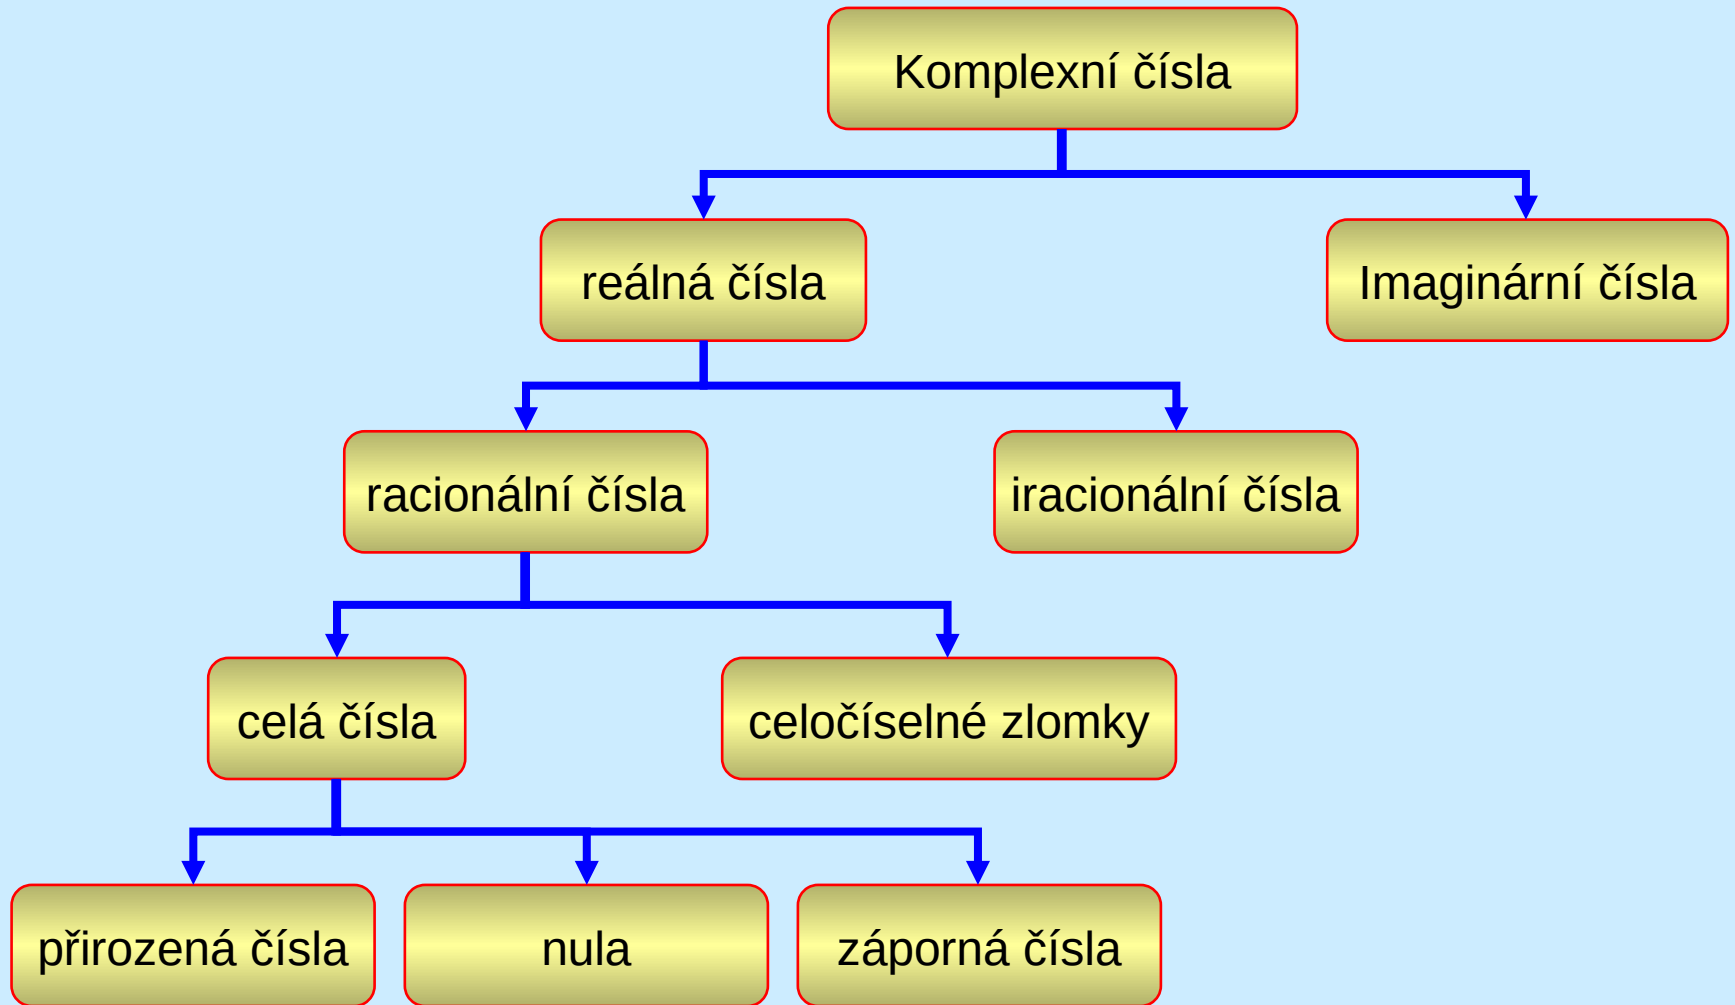 Komplexní čísla
reálná čísla
Imaginární čísla
racionální čísla
iracionální čísla
celá čísla
celočíselné zlomky
přirozená čísla
nula
záporná čísla